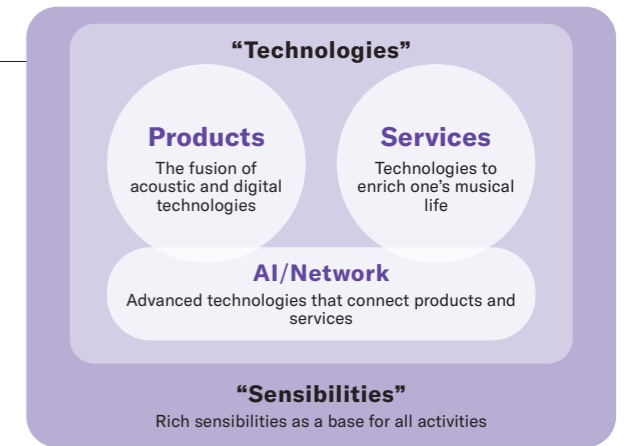 “Technologies”
Products
The fusion of
acoustic and digital
technologies
Services
Technologies to
enrich one’s musical
life
AI/Network
Advanced technologies that connect products and
services
“Sensibilities”
Rich sensibilities as a base for all activities